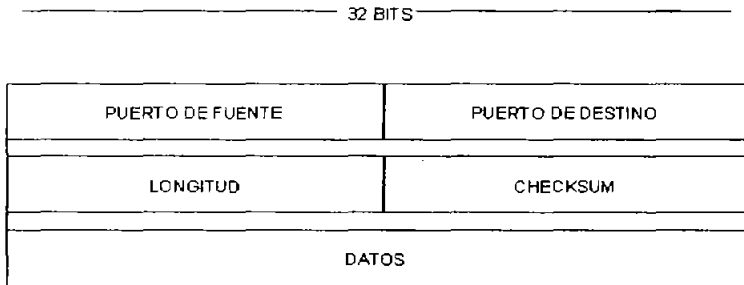 32 BITS
PUERTO DE FUENTE
PUERTO DE DESTINO
LONGITUD
CHECKSUM
DATOS